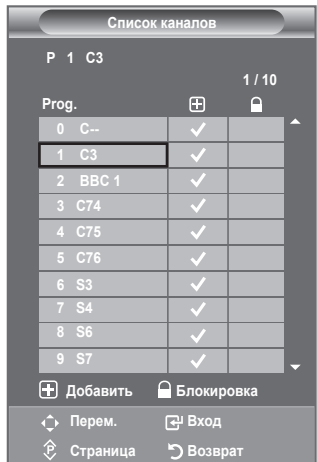 Список каналов
P 1 C3
1 / 10
Prog.
0 C--
1 C3
2 BBC 1
3 C74
4 C75
5 C76
6 S3
7 S4
8 S6
9 S7
Добавить Блокировка
Перем. Вход
Страница Возврат